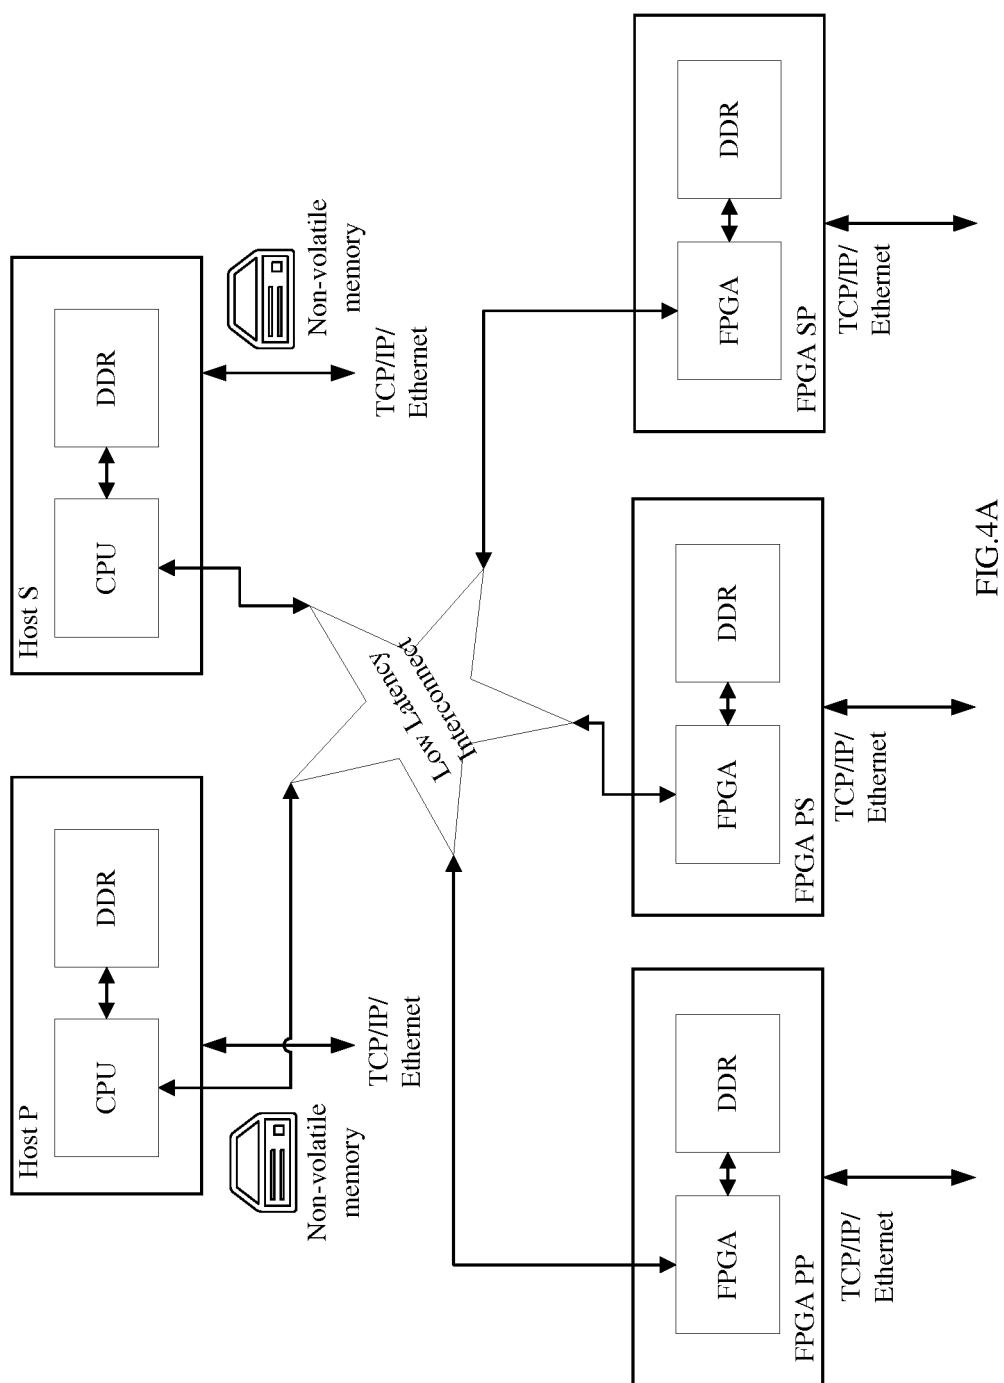 Host P
CPU
DDR
Non-volatile
memory
TCP/IP/
Ethernet
Host S
CPU
DDR
TCP/IP/
Ethernet
Non-volatile
memory
Low Latency
Interconnect
FPGA
DDR
FPGA PP
TCP/IP/
Ethernet
FPGA
DDR
FPGA PS
TCP/IP/
Ethernet
FPGA
DDR
FPGA SP
TCP/IP/
Ethernet
FIG.4A